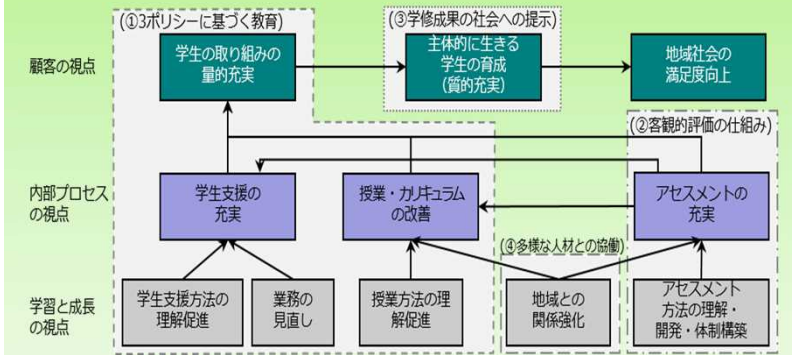 (①3ポリシーに基づく教育)
(③学修成果の社会への提示)
顧客の視点
学生の取り組みの
量的充実
主体的に生きる
学生の育成
(質的充実)
地域社会の
満足度向上
(②客観的評価の仕組み)
内部プロセス
の視点
学生支援の
充実
授業・カリキュラム
の改善
アセスメントの
充実
(④多様な人材との協働)
学習と成長
の視点
学生支援方法の
理解促進
業務の
見直し
授業方法の理
解促進
地域との
関係強化
アセスメント
方法の理解・
開発・体制構築